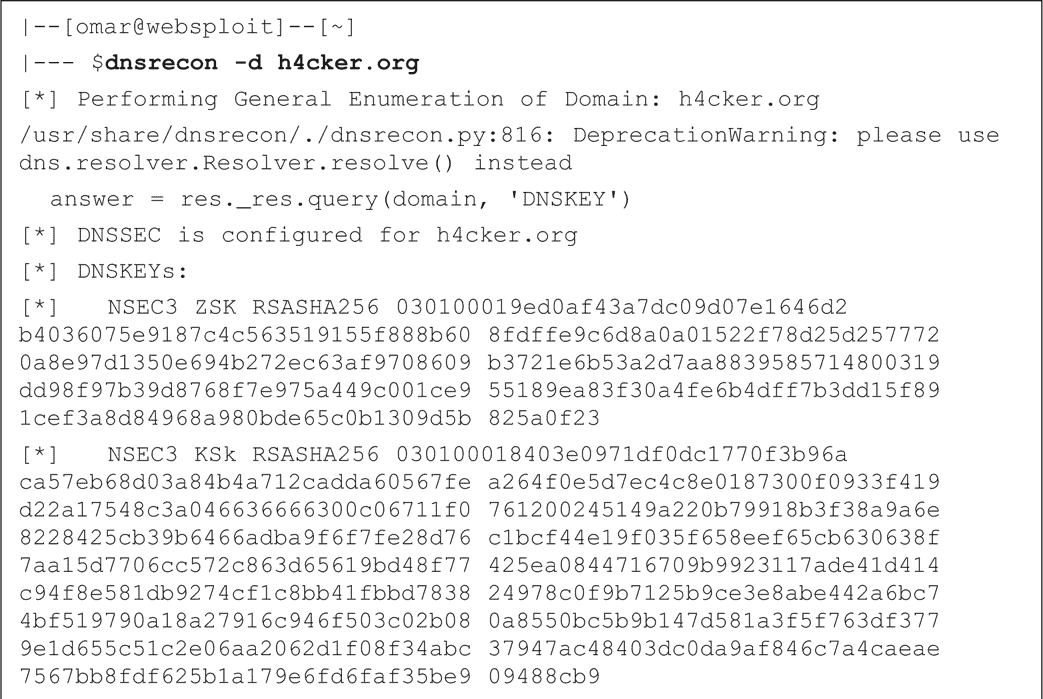 |--[omar@websploit]--[~]
|--- $dnsrecon -d h4cker.org
[*] Performing General Enumeration of Domain: h4cker.org
/usr/share/dnsrecon/./dnsrecon.py:816: DeprecationWarning: please use
dns.resolver.Resolver.resolve() instead
answer = res._res.query(domain, 'DNSKEY')
[*] DNSSEC is configured for h4cker.org
[*] DNSKEYs:
[*] NSEC3 ZSK RSASHA256 030100019ed0af43a7dc09d07e1646d2
b4036075e9187c4c563519155f888b60 8fdffe9c6d8a0a01522f78d25d257772
0a8e97d1350e694b272ec63af9708609 b3721e6b53a2d7aa8839585714800319
dd98f97b39d8768f7e975a449c001ce9 55189ea83f30a4fe6b4dff7b3dd15f89
1cef3a8d84968a980bde65c0b1309d5b 825a0f23
[*] NSEC3 KSk RSASHA256 030100018403e0971df0dc1770f3b96a
ca57eb68d03a84b4a712cadda60567fe a264f0e5d7ec4c8e0187300f0933f419
d22a17548c3a046636666300c06711f0 761200245149a220b79918b3f38a9a6e
8228425cb39b6466adba9f6f7fe28d76 c1bcf44e19f035f658eef65cb630638f
7aa15d7706cc572c863d65619bd48f77 425ea0844716709b9923117ade41d414
c94f8e581db9274cf1c8bb41fbbd7838 24978c0f9b7125b9ce3e8abe442a6bc7
4bf519790a18a27916c946f503c02b08 0a8550bc5b9b147d581a3f5f763df377
9e1d655c51c2e06aa2062d1f08f34abc 37947ac48403dc0da9af846c7a4caeae
7567bb8fdf625b1a179e6fd6faf35be9 09488cb9